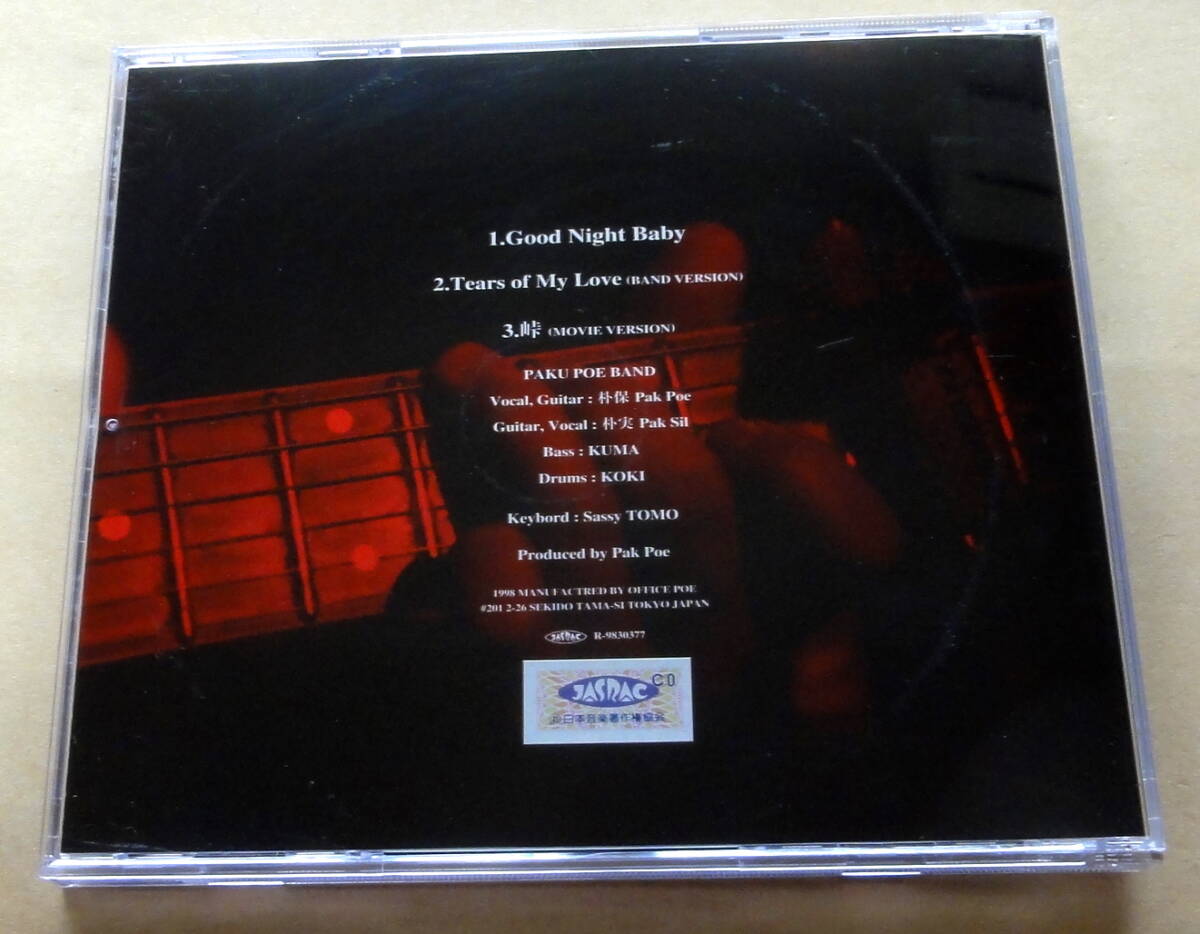 1.Good Night Baby
2.Tears of My Love (BAND VERSION)
3.峠 (MOVIE VERSION)
PAKU POE BAND
Vocal, Guitar : 朴保 Pak Poe
Guitar, Vocal : 朴実 Pak Sil
Bass : KUMA
Drums : KOKI
Keybord : Sassy TOMO
Produced by Pak Poe
1998 MANUFACTRED BY OFFICE POE
#201 2-26 SEKIDO TAMA-SI TOKYO JAPAN
JASRAC R-9830377
JASRAC C0
日本音楽著作権協会